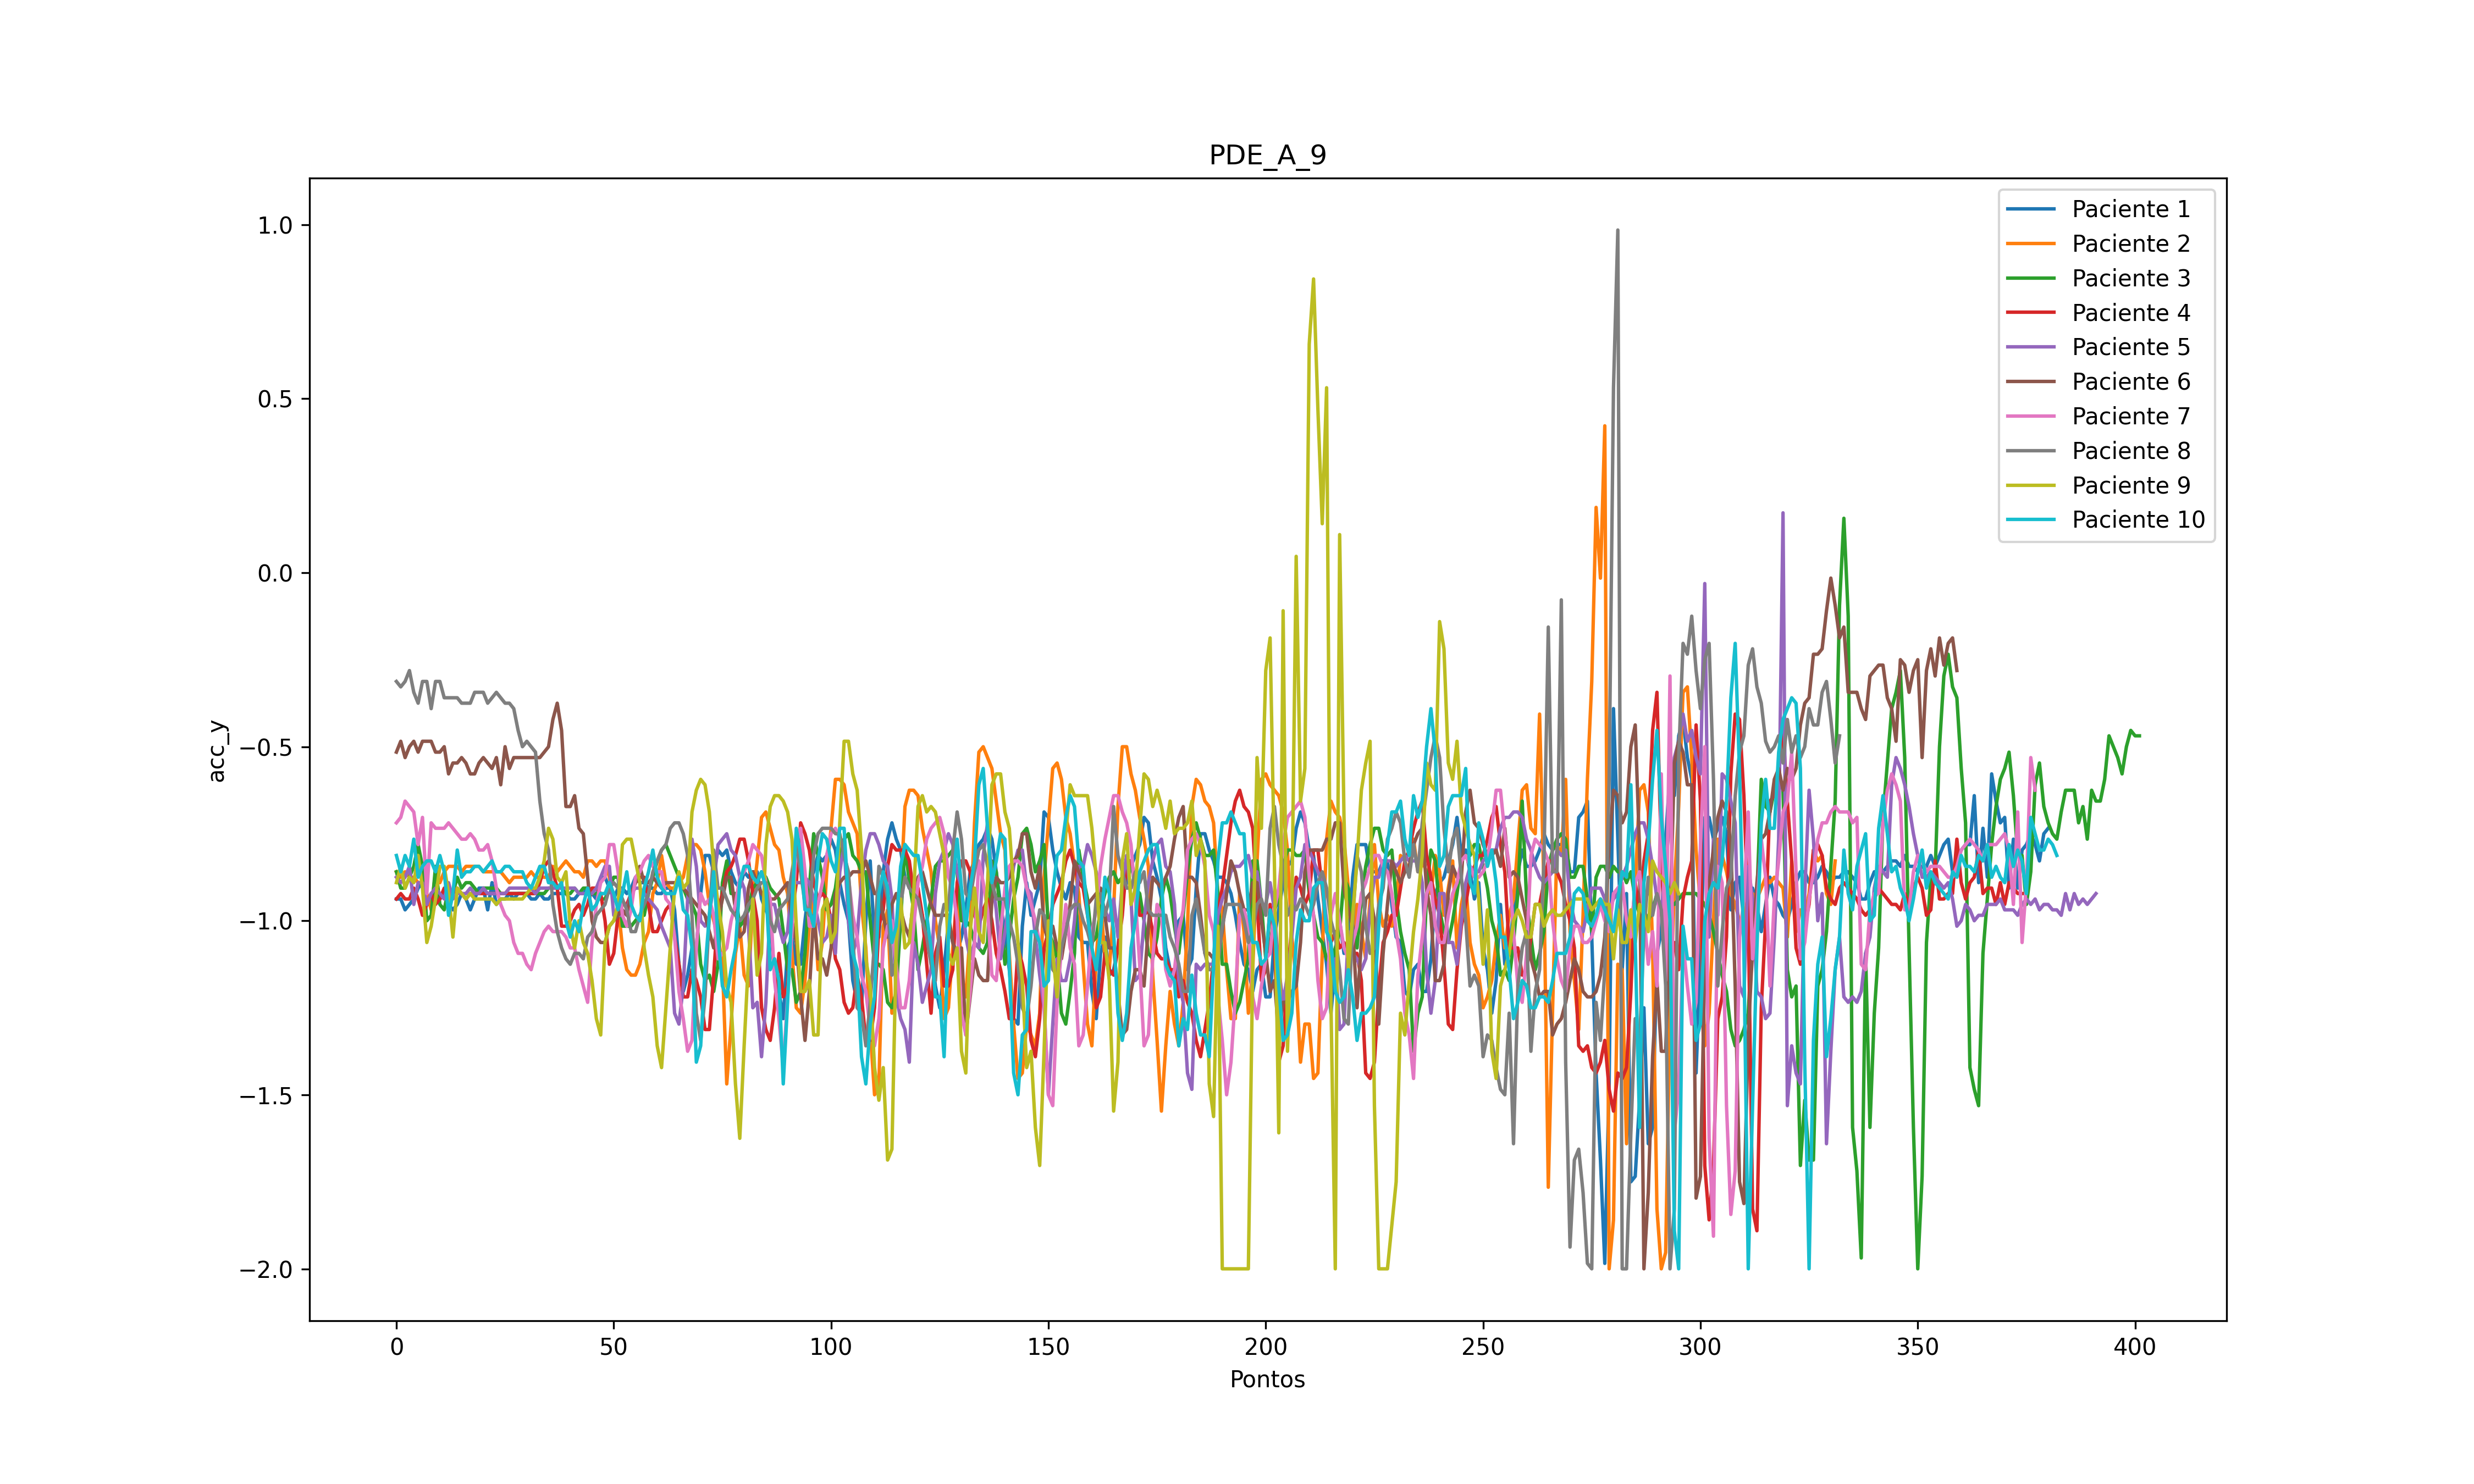 PDE_A_9
1.0
0.5
0.0
−0.5
−1.0
−1.5
−2.0
acc_y
0 50 100 150 200 250 300 350 400
Pontos
Paciente 1
Paciente 2
Paciente 3
Paciente 4
Paciente 5
Paciente 6
Paciente 7
Paciente 8
Paciente 9
Paciente 10